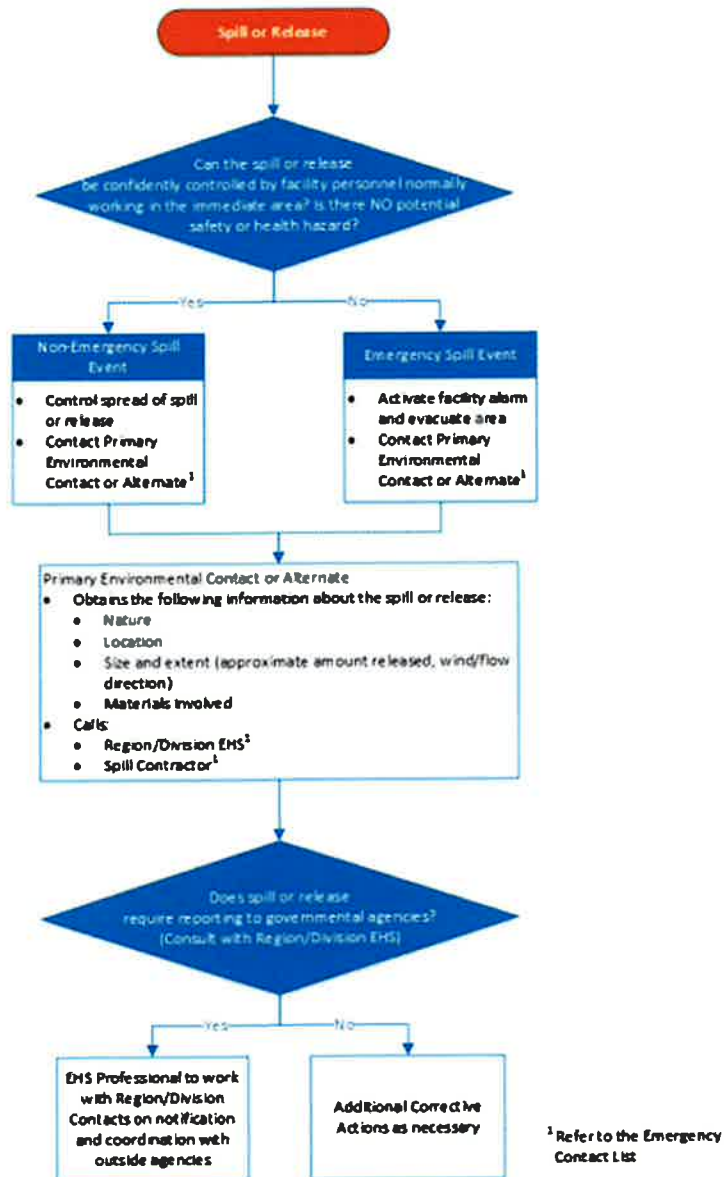 Spill or Release
Can the spill or release
be confidently controlled by facility personnel normally
working in the immediate area? Is there NO potential
safety or health hazard?
Yes
No
Non-Emergency Spill
Event
• Control spread of spill
or release
• Contact Primary
Environmental
Contact or Alternate¹
Emergency Spill Event
• Activate facility alarm
and evacuate area
• Contact Primary
Environmental
Contact or Alternate¹
Primary Environmental Contact or Alternate
• Obtains the following information about the spill or release:
• Nature
• Location
• Size and extent (approximate amount released, wind/flow
direction)
• Materials Involved
• Calls:
• Region/Division EHS¹
• Spill Contractor¹
Does spill or release
require reporting to governmental agencies?
(Consult with Region/Division EHS)
Yes
No
EHS Professional to work
with Region/Division
Contacts on notification
and coordination with
outside agencies
Additional Corrective
Actions as necessary
¹ Refer to the Emergency
Contact List